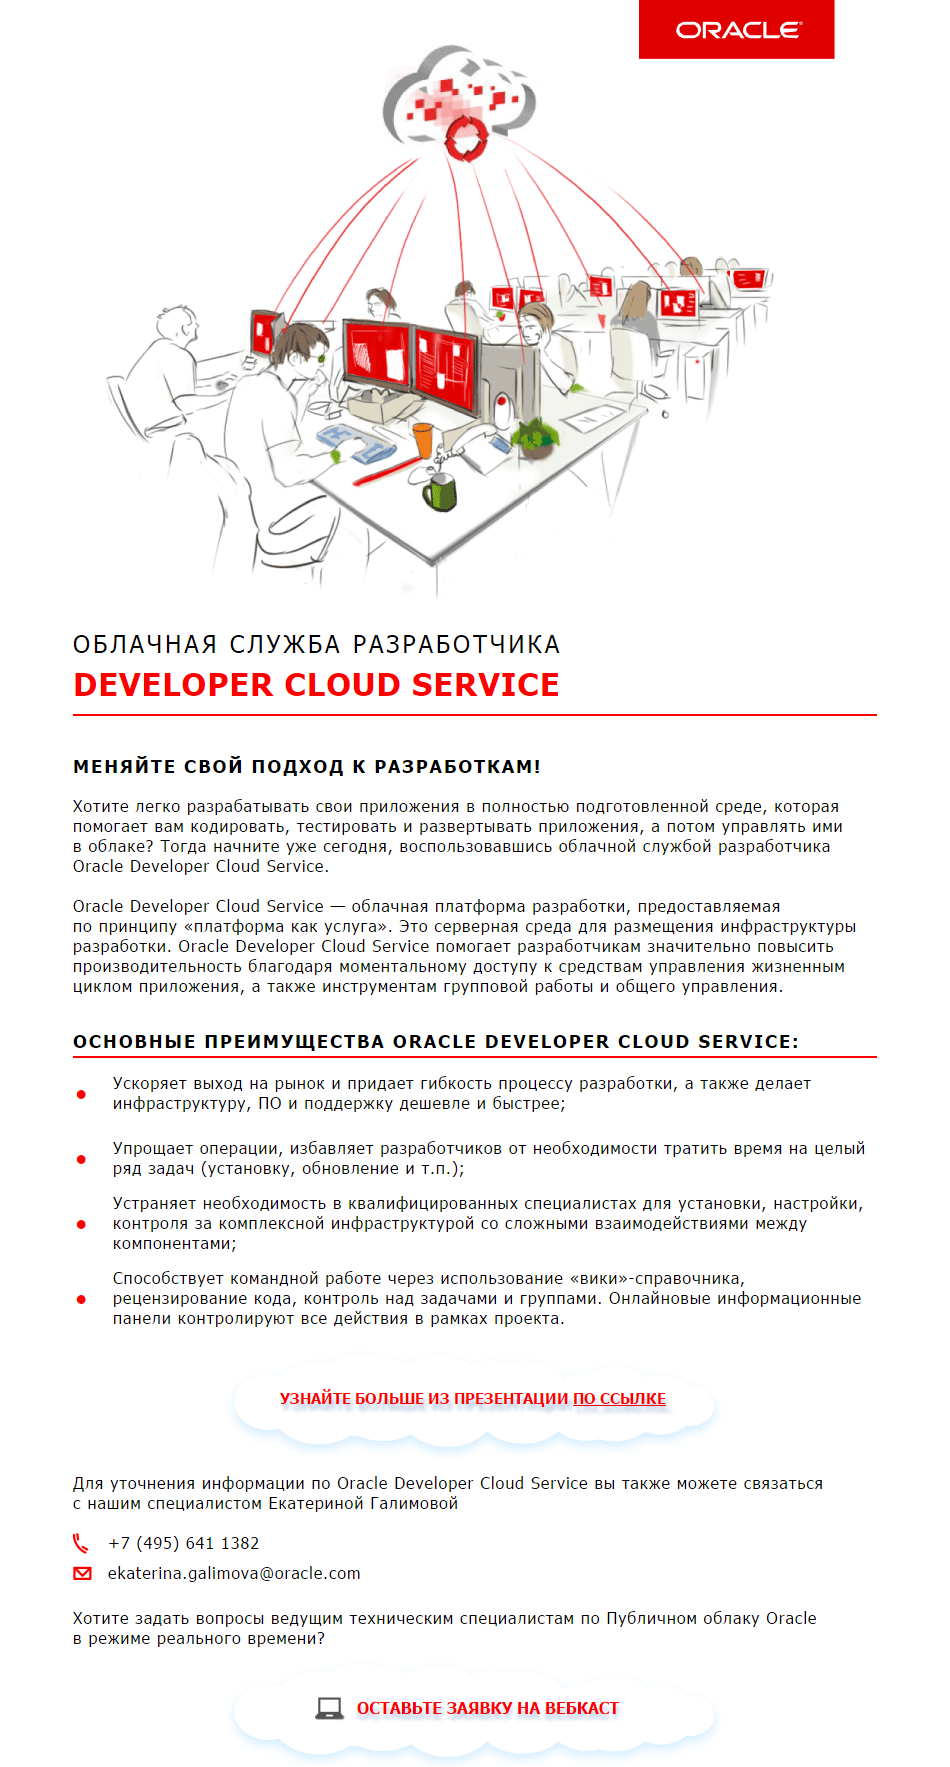 ORACLE
ОБЛАЧНАЯ СЛУЖБА РАЗРАБОТЧИКА
DEVELOPER CLOUD SERVICE
МЕНЯЙТЕ СВОЙ ПОДХОД К РАЗРАБОТКАМ!
Хотите легко разрабатывать свои приложения в полностью подготовленной среде, которая
помогает вам кодировать, тестировать и развертывать приложения, а потом управлять ими
в облаке? Тогда начните уже сегодня, воспользовавшись облачной службой разработчика
Oracle Developer Cloud Service.
Oracle Developer Cloud Service — облачная платформа разработки, предоставляемая
по принципу «платформа как услуга». Это серверная среда для размещения инфраструктуры
разработки. Oracle Developer Cloud Service помогает разработчикам значительно повысить
производительность благодаря моментальному доступу к средствам управления жизненным
циклом приложения, а также инструментам групповой работы и общего управления.
ОСНОВНЫЕ ПРЕИМУЩЕСТВА ORACLE DEVELOPER CLOUD SERVICE:
Ускоряет выход на рынок и придает гибкость процессу разработки, а также делает
инфраструктуру, ПО и поддержку дешевле и быстрее;
Упрощает операции, избавляет разработчиков от необходимости тратить время на целый
ряд задач (установку, обновление и т.п.);
Устраняет необходимость в квалифицированных специалистах для установки, настройки,
контроля за комплексной инфраструктурой со сложными взаимодействиями между
компонентами;
Способствует командной работе через использование «вики»-справочника,
рецензирование кода, контроль над задачами и группами. Онлайновые информационные
панели контролируют все действия в рамках проекта.
УЗНАЙТЕ БОЛЬШЕ ИЗ ПРЕЗЕНТАЦИИ ПО ССЫЛКЕ
Для уточнения информации по Oracle Developer Cloud Service вы также можете связаться
с нашим специалистом Екатериной Галимовой
+7 (495) 641 1382
ekaterina.galimova@oracle.com
Хотите задать вопросы ведущим техническим специалистам по Публичном облаку Oracle
в режиме реального времени?
ОСТАВЬТЕ ЗАЯВКУ НА ВЕБКАСТ